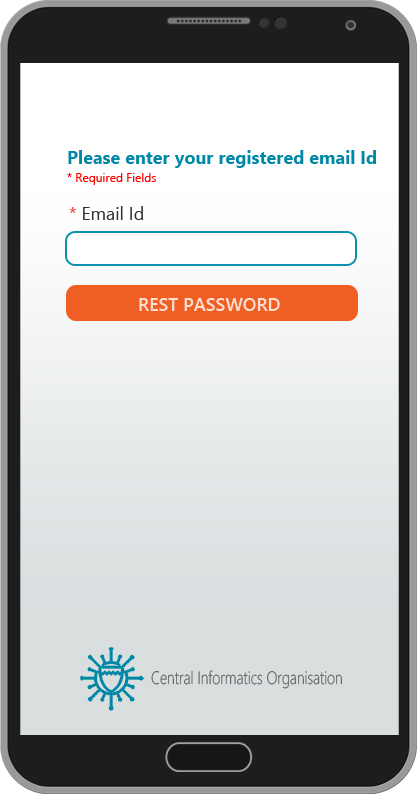 Please enter your registered email Id
* Required Fields
* Email Id
REST PASSWORD
Central Informatics Organisation